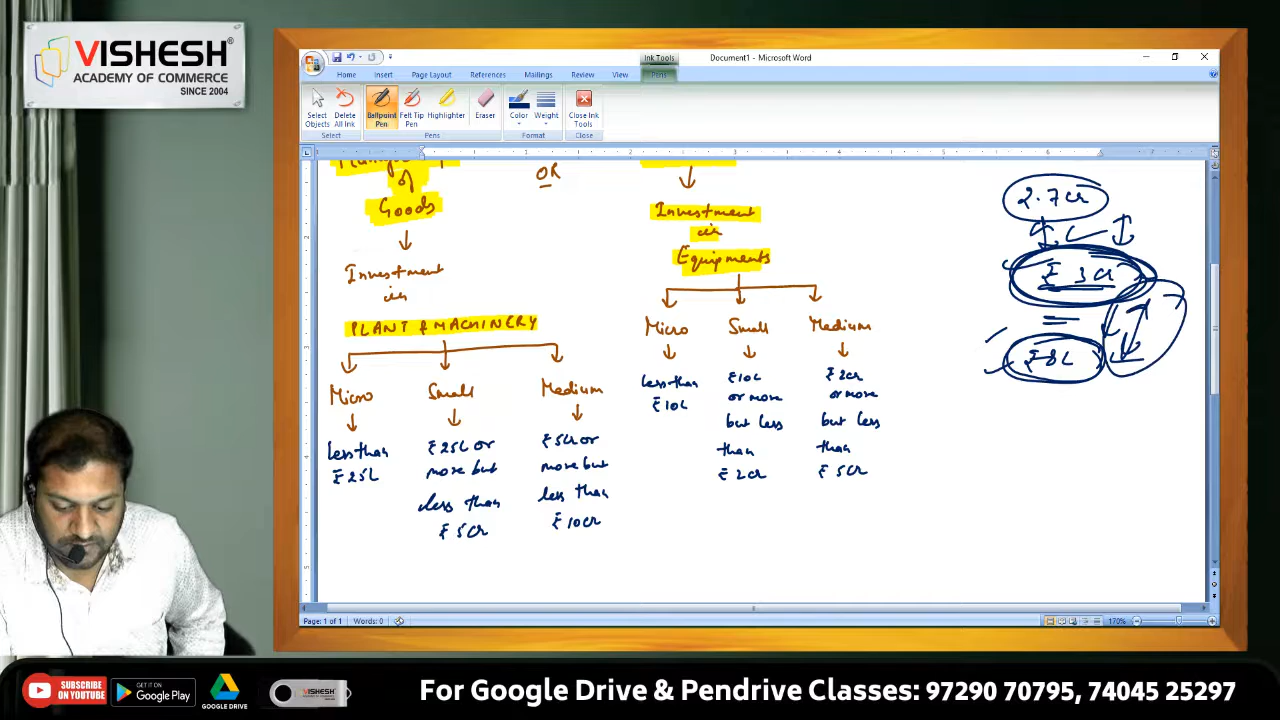 VISHESH®
ACADEMY OF COMMERCE
SINCE 2004
Ink Tools
Document1 - Microsoft Word
Home Insert Page Layout References Mailings Review View Pens
Select Objects
Delete All Ink
Ballpoint Pen
Felt Tip Pen
Highlighter
Eraser
Color
Weight
Close Ink Tools
Select
Pens
Format
Close
of
Goods
Investment
in
PLANT & MACHINERY
Micro
less than
₹ 25L
Small
₹ 25L or
more but
less than
₹ 5Cr
Medium
₹ 5Cr or
more but
less than
₹ 10Cr
OR
Investment
in
Equipments
Micro
less than
₹ 10L
Small
₹ 10L
or more
but less
than
₹ 2Cr
Medium
₹ 2Cr
or more
but less
than
₹ 5Cr
2.7Cr
₹ 3Cr
₹ 8L
Page: 1 of 1 Words: 0
170%
SUBSCRIBE
ON YOUTUBE
GET IT ON
Google Play
GOOGLE DRIVE
VISHESH
For Google Drive & Pendrive Classes: 97290 70795, 74045 25297